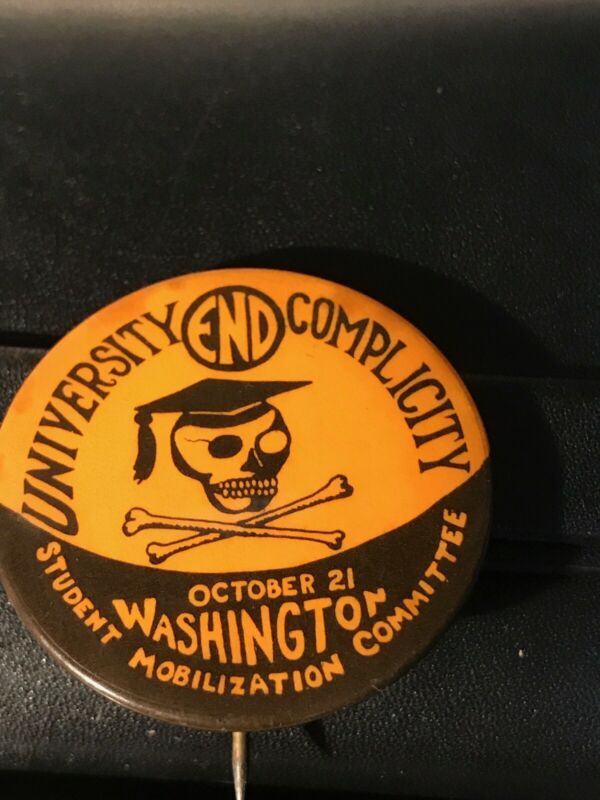 END
UNIVERSITY COMPLICITY
OCTOBER 21
WASHINGTON
STUDENT MOBILIZATION COMMITTEE